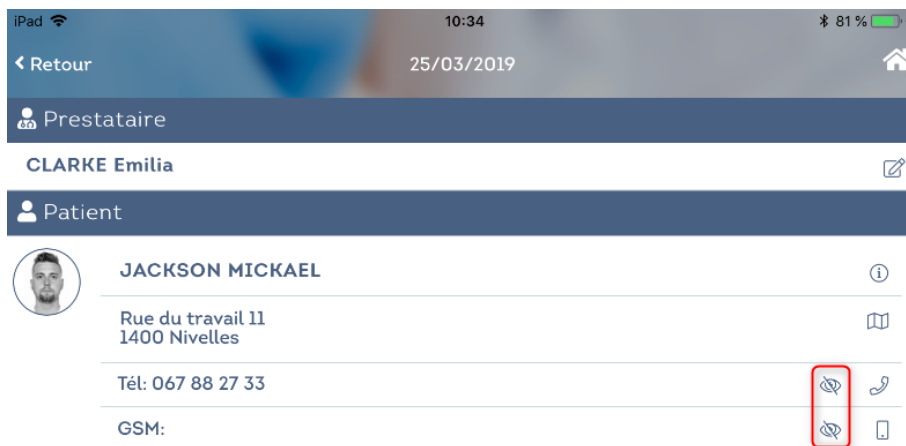 iPad 10:34 81 %
Retour 25/03/2019
Prestataire
CLARKE Emilia
Patient
JACKSON MICKAEL
Rue du travail 11
1400 Nivelles
Tél: 067 88 27 33
GSM: